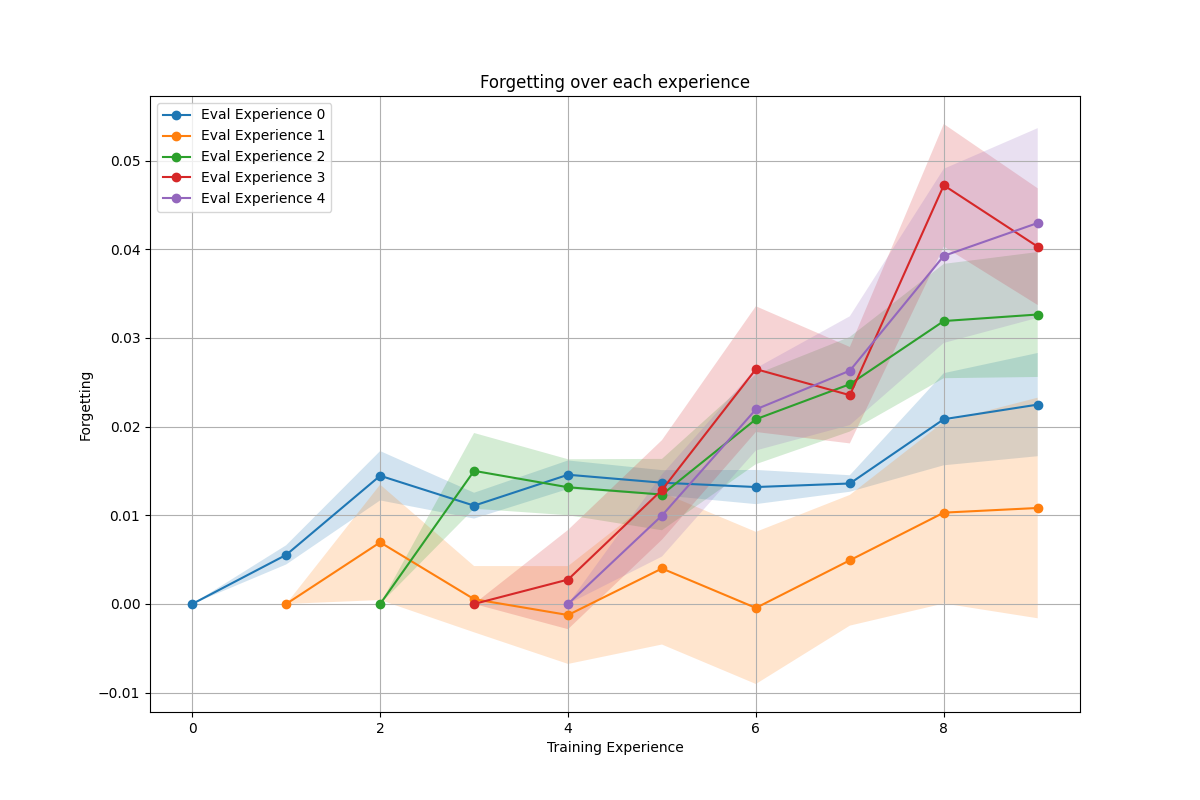 Forgetting over each experience
Eval Experience 0
Eval Experience 1
Eval Experience 2
Eval Experience 3
Eval Experience 4
0.05
0.04
0.03
0.02
0.01
0.00
−0.01
Forgetting
0 2 4 6 8
Training Experience